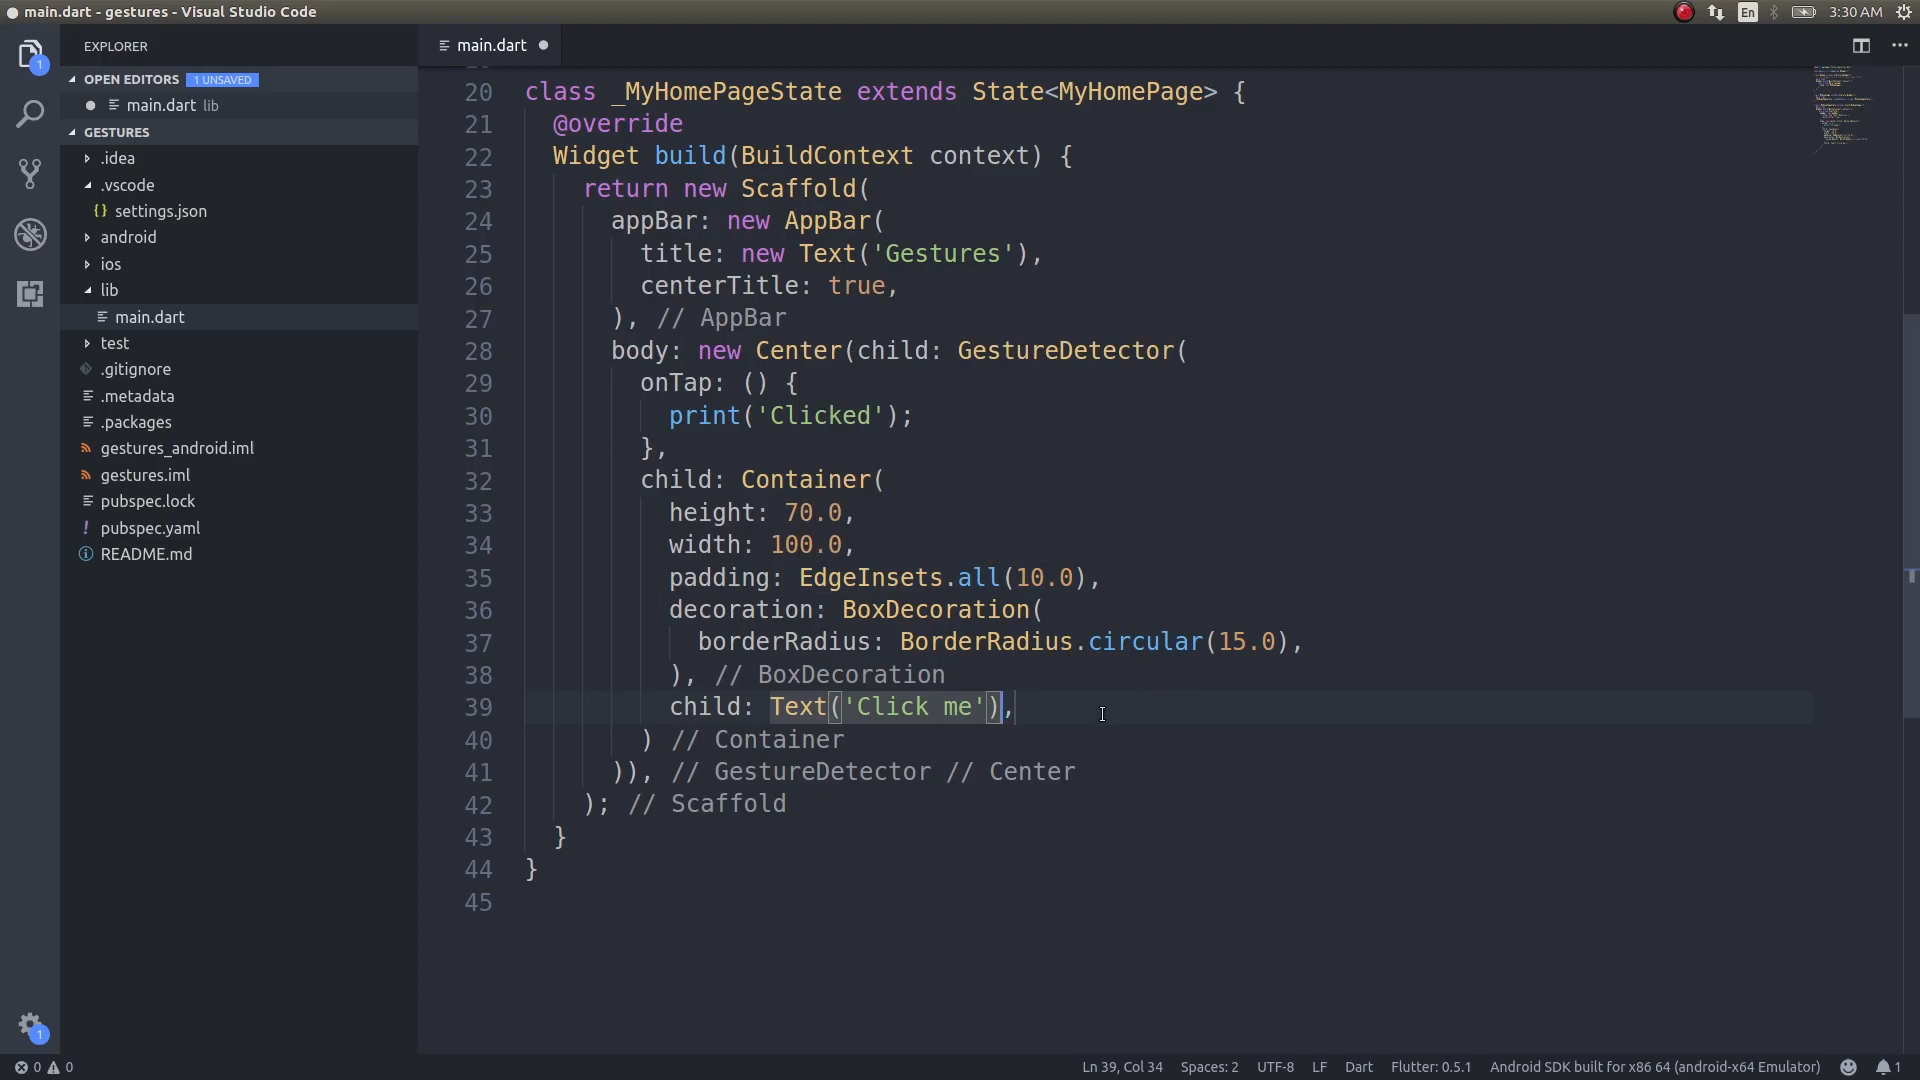 main.dart - gestures - Visual Studio Code
En
3:30 AM
EXPLORER
OPEN EDITORS 1 UNSAVED
main.dart lib
GESTURES
.idea
.vscode
{} settings.json
android
ios
lib
main.dart
test
.gitignore
.metadata
.packages
gestures_android.iml
gestures.iml
pubspec.lock
! pubspec.yaml
README.md
1
1
main.dart
20 class _MyHomePageState extends State<MyHomePage> {
21 @override
22 Widget build(BuildContext context) {
23 return new Scaffold(
24 appBar: new AppBar(
25 title: new Text('Gestures'),
26 centerTitle: true,
27 ), // AppBar
28 body: new Center(child: GestureDetector(
29 onTap: () {
30 print('Clicked');
31 },
32 child: Container(
33 height: 70.0,
34 width: 100.0,
35 padding: EdgeInsets.all(10.0),
36 decoration: BoxDecoration(
37 borderRadius: BorderRadius.circular(15.0),
38 ), // BoxDecoration
39 child: Text('Click me'),
40 ) // Container
41 )), // GestureDetector // Center
42 ); // Scaffold
43 }
44 }
45
0 0
Ln 39, Col 34 Spaces: 2 UTF-8 LF Dart Flutter: 0.5.1 Android SDK built for x86 64 (android-x64 Emulator) 1